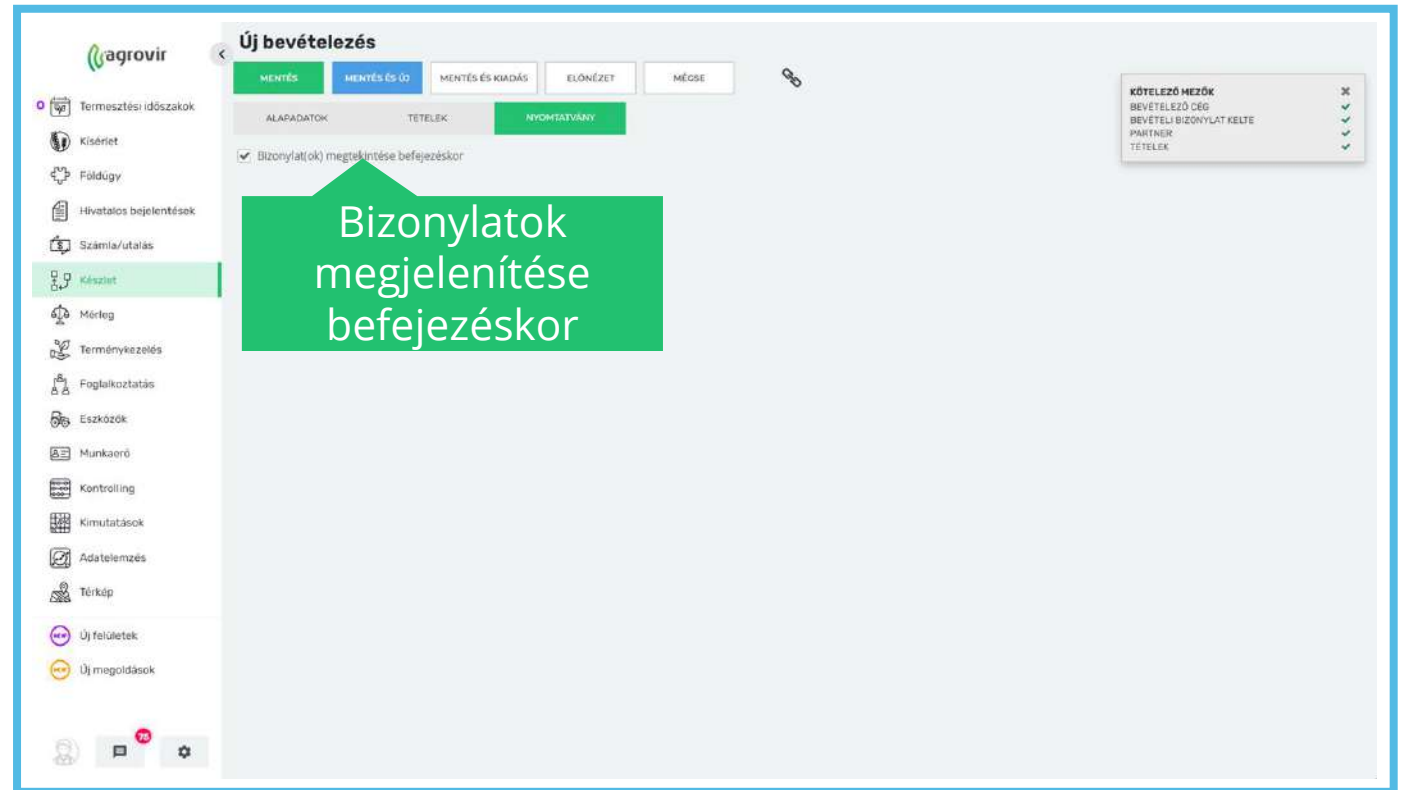 agrovir
Új bevételezés
MENTÉS
MENTÉS ÉS ÚJ
MENTÉS ÉS KIADÁS
ELŐNÉZET
MÉGSE
ALAPADATOK
TÉTELEK
NYOMTATVÁNY
Bizonylat(ok) megtekintése befejezéskor
Bizonylatok
megjelenítése
befejezéskor
KÖTELEZŐ MEZŐK
BEVÉTELEZŐ CÉG
BEVÉTELI BIZONYLAT KELTE
PARTNER
TÉTELEK
Termesztési időszakok
Kísérlet
Földügy
Hivatalos bejelentések
Számla/utalás
Készlet
Mérleg
Terménykezelés
Foglalkoztatás
Eszközök
Munkaerő
Kontrolling
Kimutatások
Adatelemzés
Térkép
NEW
Új felületek
NEW
Új megoldások
75